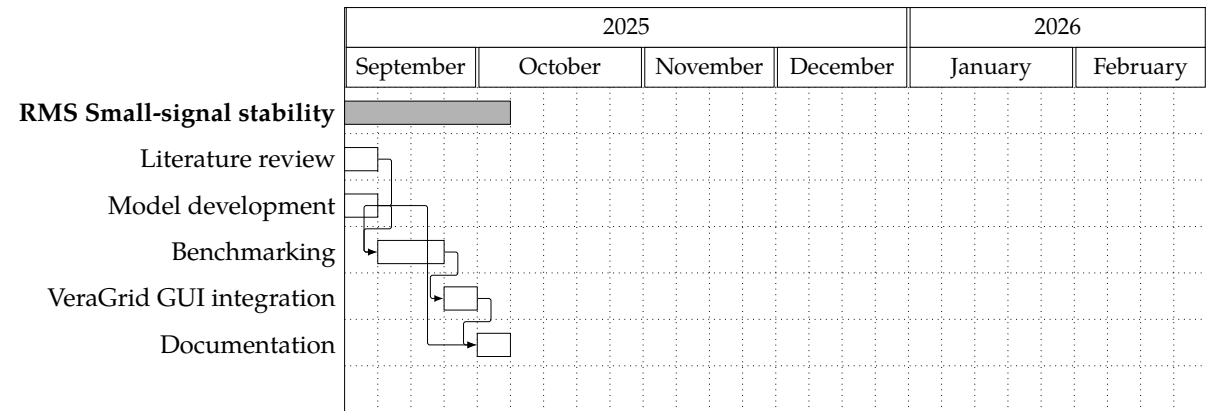 2025 2026
September October November December January February
RMS Small-signal stability
Literature review
Model development
Benchmarking
VeraGrid GUI integration
Documentation